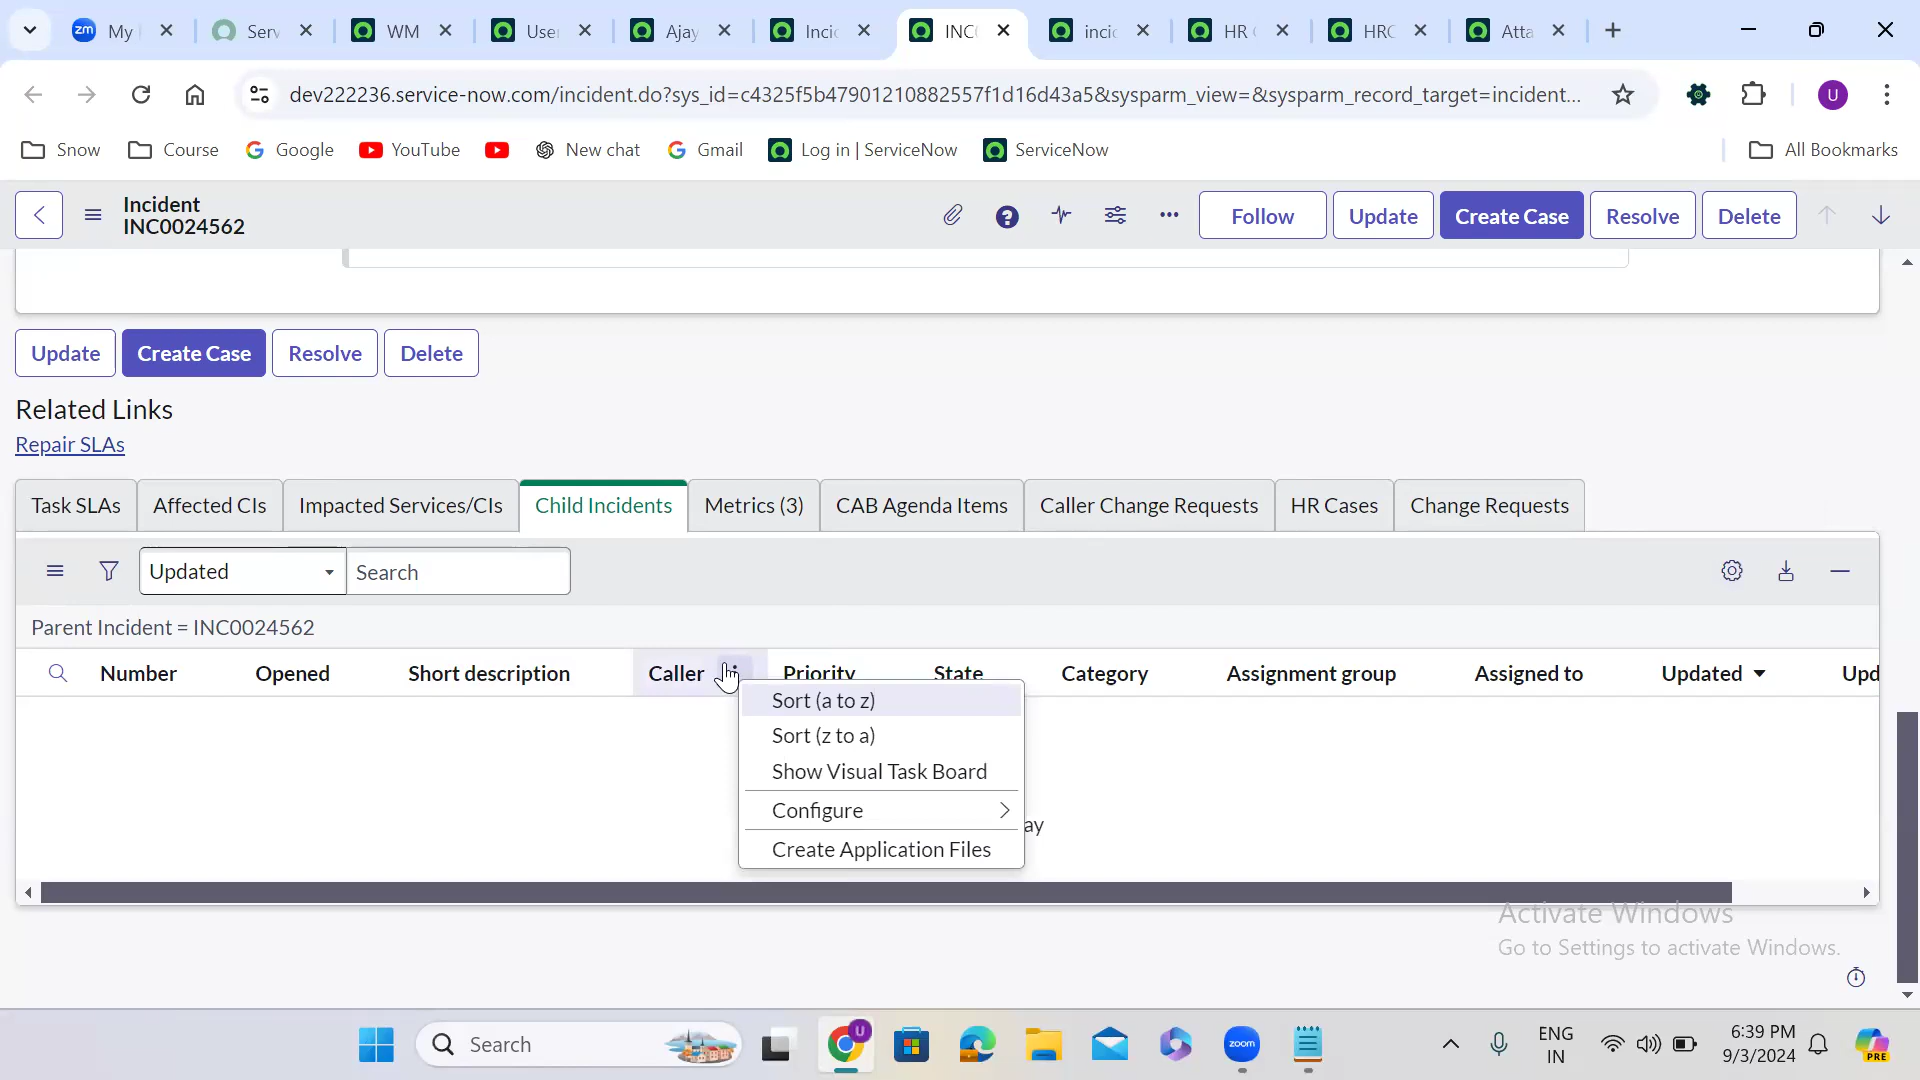 zm My Serv WM User Ajay Incid INC incid HR HRC Atta
dev222236.service-now.com/incident.do?sys_id=c4325f5b47901210882557f1d16d43a5&sysparm_view=&sysparm_record_target=incident... U
Snow Course Google YouTube New chat Gmail Log in | ServiceNow ServiceNow All Bookmarks
Incident
INC0024562
Follow Update Create Case Resolve Delete
Update Create Case Resolve Delete
Related Links
Repair SLAs
Task SLAs Affected CIs Impacted Services/CIs Child Incidents Metrics (3) CAB Agenda Items Caller Change Requests HR Cases Change Requests
Updated Search
Parent Incident = INC0024562
Number Opened Short description Caller Priority State Category Assignment group Assigned to Updated Upd
Sort (a to z)
Sort (z to a)
Show Visual Task Board
Configure
ay
Create Application Files
Activate Windows
Go to Settings to activate Windows.
Search U zoom ENG 6:39 PM
IN 9/3/2024 PRE